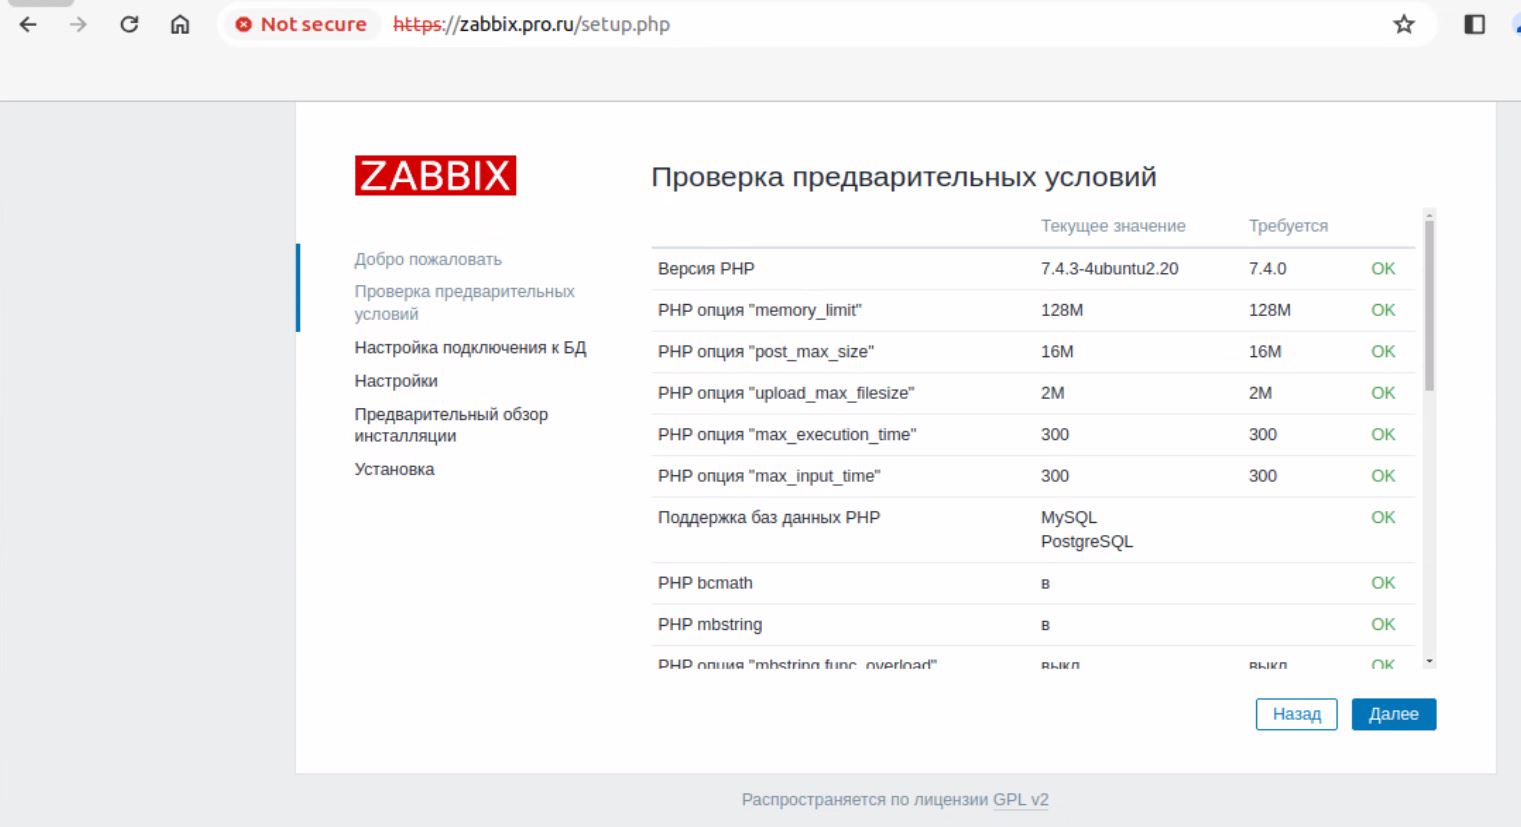 Not secure https://zabbix.pro.ru/setup.php
ZABBIX
Добро пожаловать
Проверка предварительных
условий
Настройка подключения к БД
Настройки
Предварительный обзор
инсталляции
Установка
Проверка предварительных условий
Текущее значение Требуется
Версия PHP 7.4.3-4ubuntu2.20 7.4.0 OK
PHP опция "memory_limit" 128M 128M OK
PHP опция "post_max_size" 16M 16M OK
PHP опция "upload_max_filesize" 2M 2M OK
PHP опция "max_execution_time" 300 300 OK
PHP опция "max_input_time" 300 300 OK
Поддержка баз данных PHP MySQL OK
PostgreSQL
PHP bcmath в OK
PHP mbstring в OK
PHP опция "mbstring.func_overload" выкл выкл OK
Назад Далее
Распространяется по лицензии GPL v2